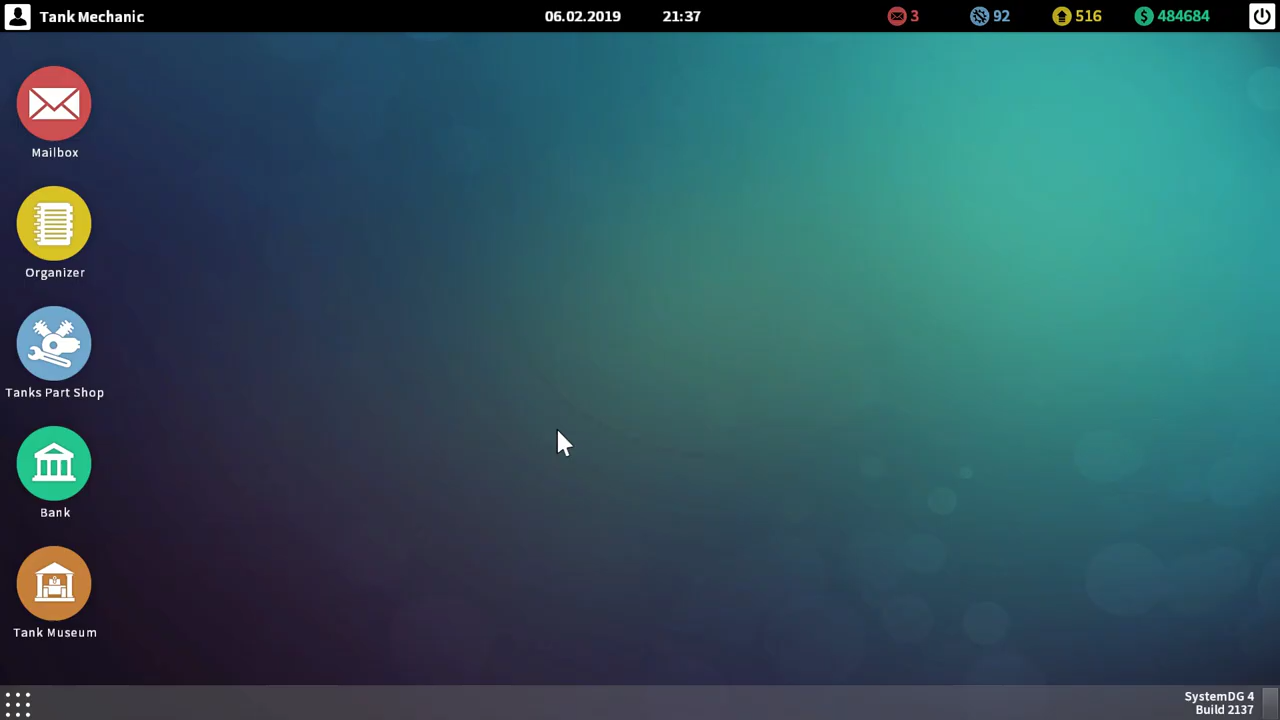 Tank Mechanic
06.02.2019 21:37
3 92 516 484684
Mailbox
Organizer
Tanks Part Shop
Bank
Tank Museum
SystemDG 4
Build 2137